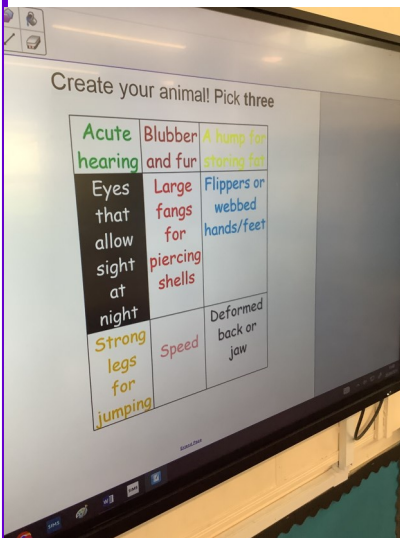 Create your animal! Pick three
Acute
hearing
Blubber
and fur
A hump for
storing fat
Eyes
that
allow
sight
at
night
Large
fangs
for
piercing
shells
Flippers or
webbed
hands/feet
Strong
legs
for
jumping
Speed
Deformed
back or
jaw